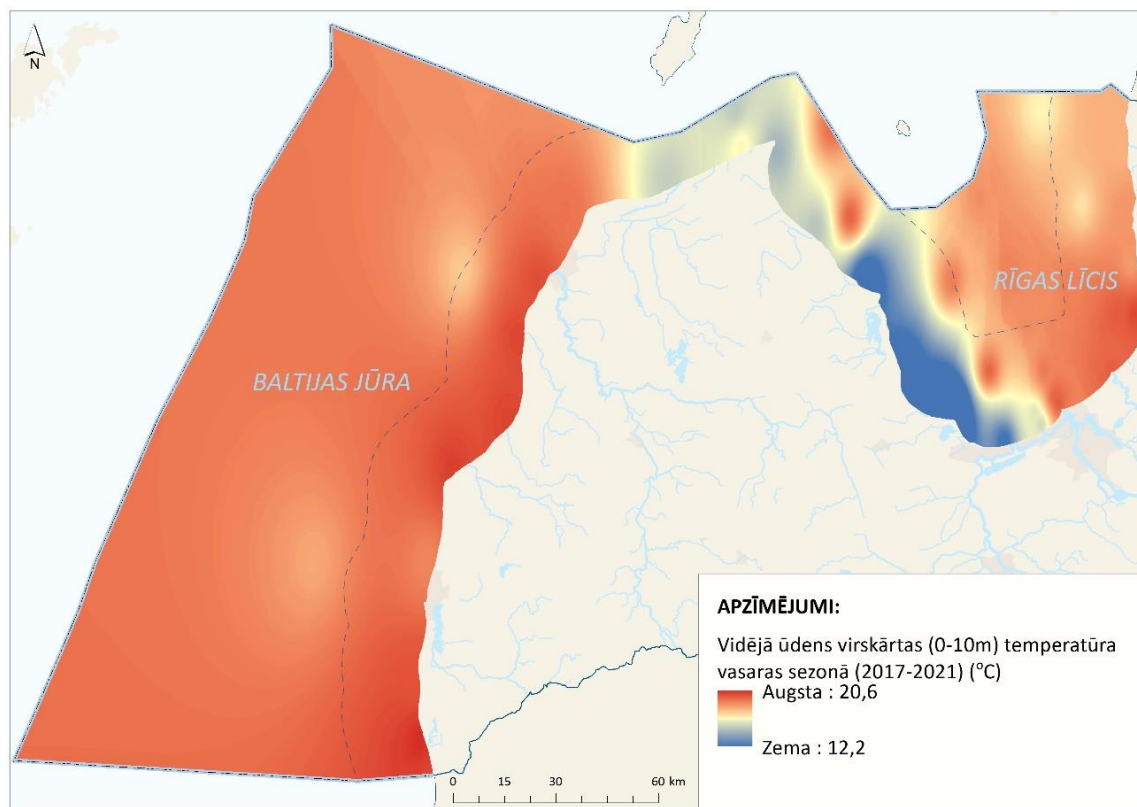 N
RĪGAS LĪCIS
BALTIJAS JŪRA
APZĪMĒJUMI:
Vidējā ūdens virskārtas (0-10m) temperatūra
vasaras sezonā (2017-2021) (°C)
Augsta : 20,6
Zema : 12,2
0 15 30 60 km